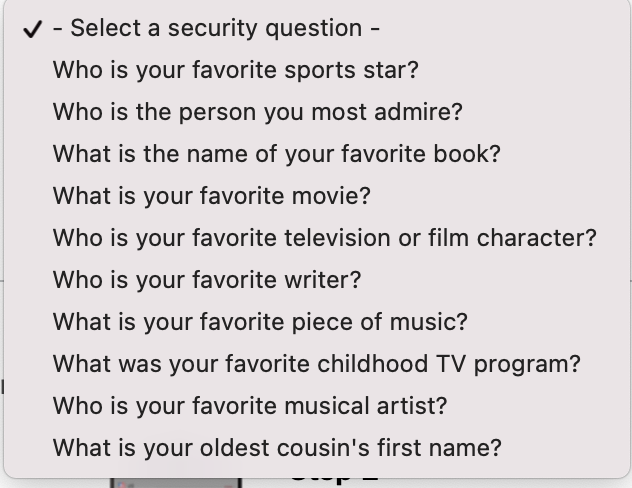 - Select a security question -
Who is your favorite sports star?
Who is the person you most admire?
What is the name of your favorite book?
What is your favorite movie?
Who is your favorite television or film character?
Who is your favorite writer?
What is your favorite piece of music?
What was your favorite childhood TV program?
Who is your favorite musical artist?
What is your oldest cousin's first name?